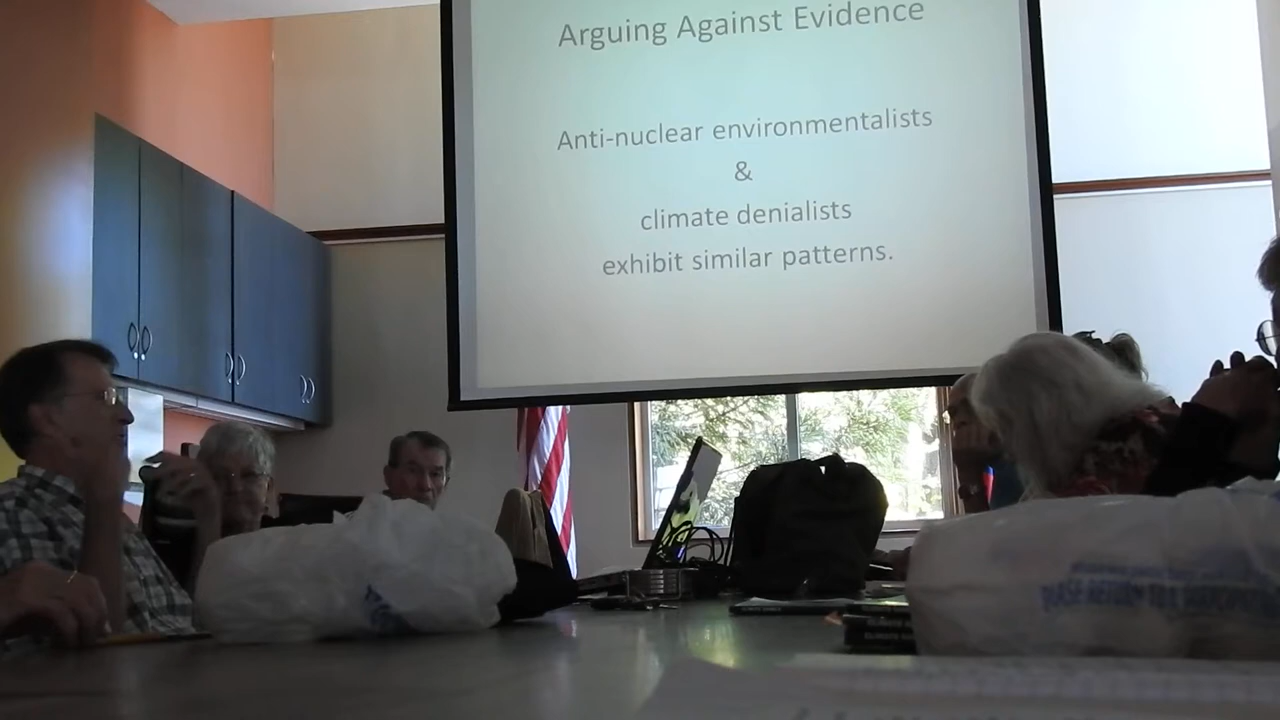 Arguing Against Evidence
Anti-nuclear environmentalists
&
climate denialists
exhibit similar patterns.